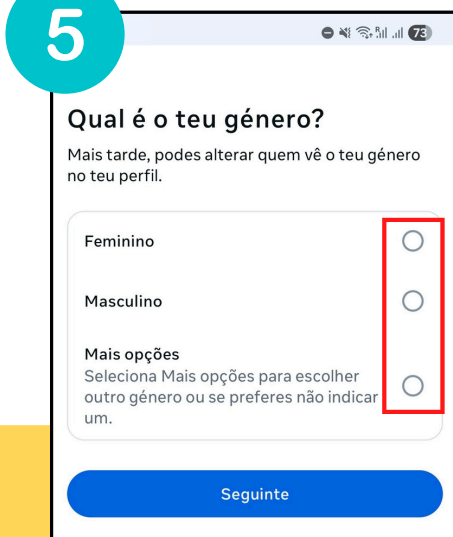 5
73
Qual é o teu género?
Mais tarde, podes alterar quem vê o teu género
no teu perfil.
Feminino
Masculino
Mais opções
Seleciona Mais opções para escolher
outro género ou se preferes não indicar
um.
Seguinte